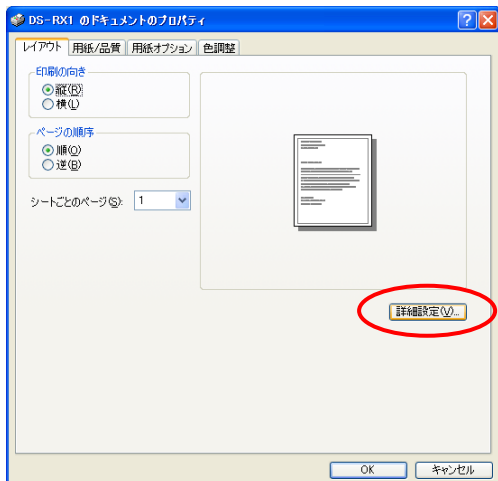 DS-RX1 のドキュメントのプロパティ
レイアウト 用紙/品質 用紙オプション 色調整
印刷の向き
縦(R)
横(L)
ページの順序
順(O)
逆(B)
シートごとのページ(S): 1
詳細設定(V)...
OK キャンセル